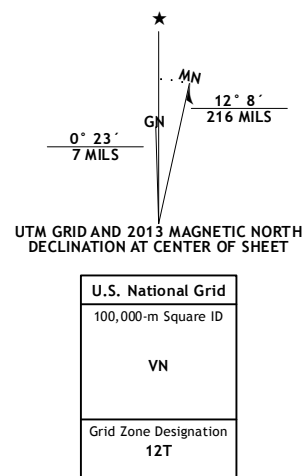 ★
MN
12° 8´
216 MILS
GN
0° 23´
7 MILS
UTM GRID AND 2013 MAGNETIC NORTH
DECLINATION AT CENTER OF SHEET
U.S. National Grid
100,000-m Square ID
VN
Grid Zone Designation
12T